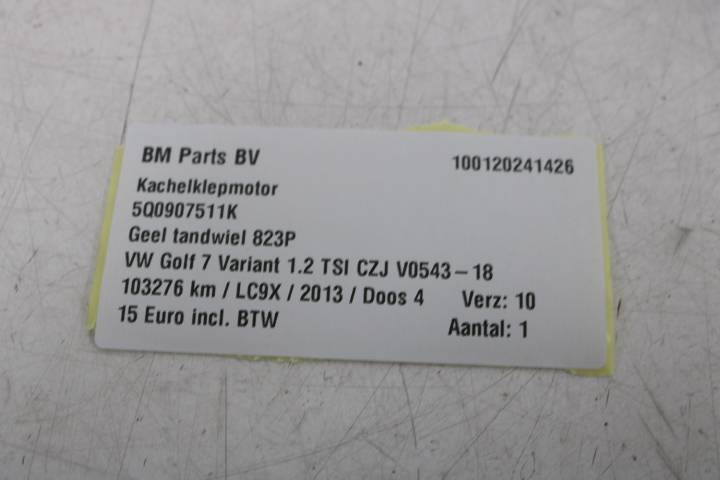 BM Parts BV 100120241426
Kachelklepmotor
5Q0907511K
Geel tandwiel 823P
VW Golf 7 Variant 1.2 TSI CZJ V0543-18
103276 km / LC9X / 2013 / Doos 4 Verz: 10
15 Euro incl. BTW Aantal: 1